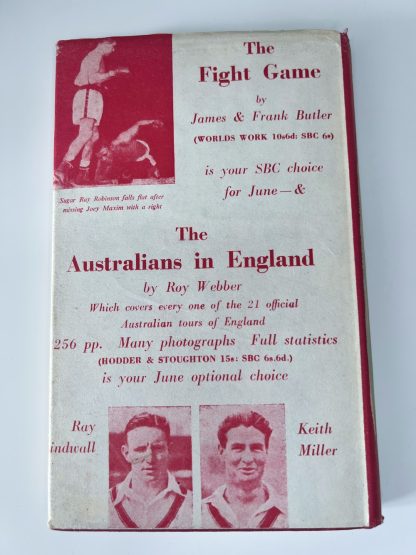 The
Fight Game
by
James & Frank Butler
(WORLDS WORK 10s6d: SBC 6s)
is your SBC choice
for June—&
Sugar Ray Robinson falls flat after
missing Joey Maxim with a right
The
Australians in England
by Roy Webber
Which covers every one of the 21 official
Australian tours of England
256 pp. Many photographs Full statistics
(HODDER & STOUGHTON 15s: SBC 6s.6d.)
is your June optional choice
Ray
indwall
Keith
Miller